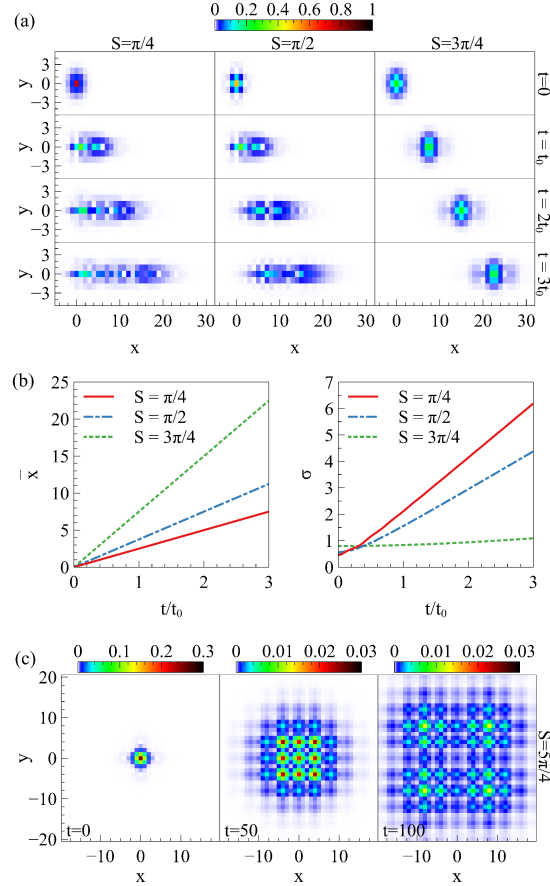 (a)
0 0.2 0.4 0.6 0.8 1
S=π/4 S=π/2 S=3π/4
y 3 0 −3 t=0
y 3 0 −3 t = t0
y 3 0 −3 t = 2t0
y 3 0 −3 t = 3t0
0 10 20 30 0 10 20 30 0 10 20 30
x x x
(b)
25 20 15 10 5 0
x̄
S = π/4
S = π/2
S = 3π/4
0 1 2 3
t/t0
7 6 5 4 3 2 1 0
σ
S = π/4
S = π/2
S = 3π/4
0 1 2 3
t/t0
(c)
0 0.1 0.2 0.3 0 0.01 0.02 0.03 0 0.01 0.02 0.03
20 10 0 −10 −20
y
t=0 t=50 t=100
S=5π/4
−10 0 10 −10 0 10 −10 0 10
x x x